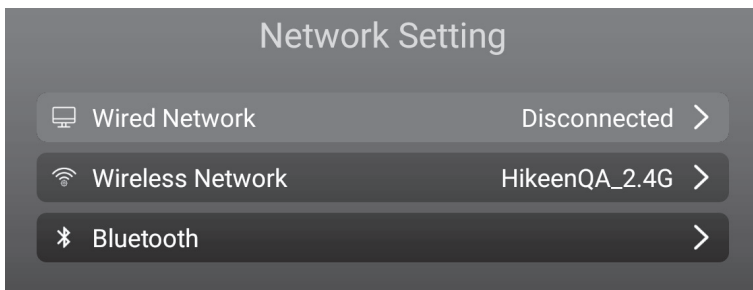 Network Setting
Wired Network Disconnected
Wireless Network HikeenQA_2.4G
Bluetooth